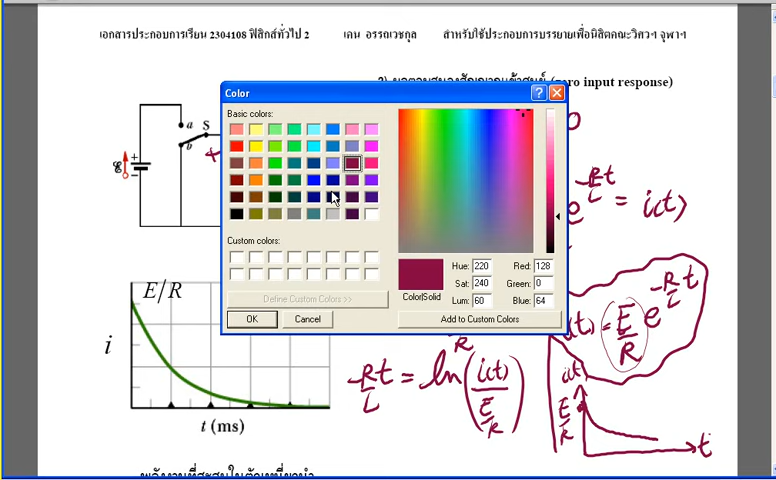 เอกสารประกอบการเรียน 2304108 ฟิสิกส์ทั่วไป 2 เดน อรรณเวชกุล สำหรับใช้ประกอบการบรรยายเพื่อนิสิตคณะวิศวฯ จุฬาฯ
(zero input response)
Color
Basic colors:
a
S
b
+
ℰ
−
e^{-R/L t} = i(t)
Custom colors:
Define Custom Colors >>
Color|Solid
Hue: 220
Red: 128
Sat: 240
Green: 0
Lum: 60
Blue: 64
OK
Cancel
Add to Custom Colors
E/R
i
t (ms)
(t) = E/R e^{-R/L t}
-R/L t = ln( i(t) / E/R )
i(t)
E/R
t